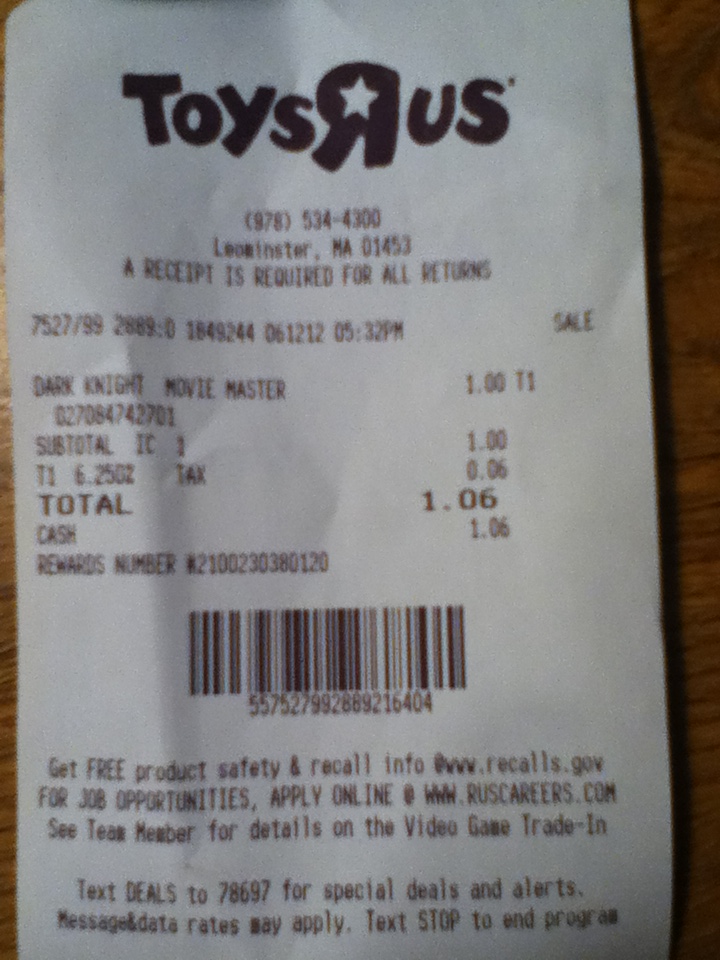 ToysRus
(978) 534-4300
Leominster, MA 01453
A RECEIPT IS REQUIRED FOR ALL RETURNS
7527/99 2889:0 1849244 061212 05:32PM SALE
DARK KNIGHT MOVIE MASTER 1.00 T1
027084742701
SUBTOTAL IC 1 1.00
T1 6.250% TAX 0.06
TOTAL 1.06
CASH 1.06
REWARDS NUMBER #2100230380120
557527992889216404
Get FREE product safety & recall info @www.recalls.gov
FOR JOB OPPORTUNITIES, APPLY ONLINE @ WWW.RUSCAREERS.COM
See Team Member for details on the Video Game Trade-In
Text DEALS to 78697 for special deals and alerts.
Message&data rates may apply. Text STOP to end program